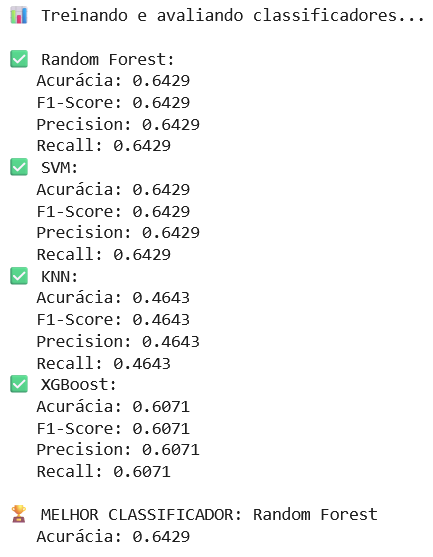 📊 Treinando e avaliando classificadores...
✅ Random Forest:
Acurácia: 0.6429
F1-Score: 0.6429
Precision: 0.6429
Recall: 0.6429
✅ SVM:
Acurácia: 0.6429
F1-Score: 0.6429
Precision: 0.6429
Recall: 0.6429
✅ KNN:
Acurácia: 0.4643
F1-Score: 0.4643
Precision: 0.4643
Recall: 0.4643
✅ XGBoost:
Acurácia: 0.6071
F1-Score: 0.6071
Precision: 0.6071
Recall: 0.6071
🏆 MELHOR CLASSIFICADOR: Random Forest
Acurácia: 0.6429